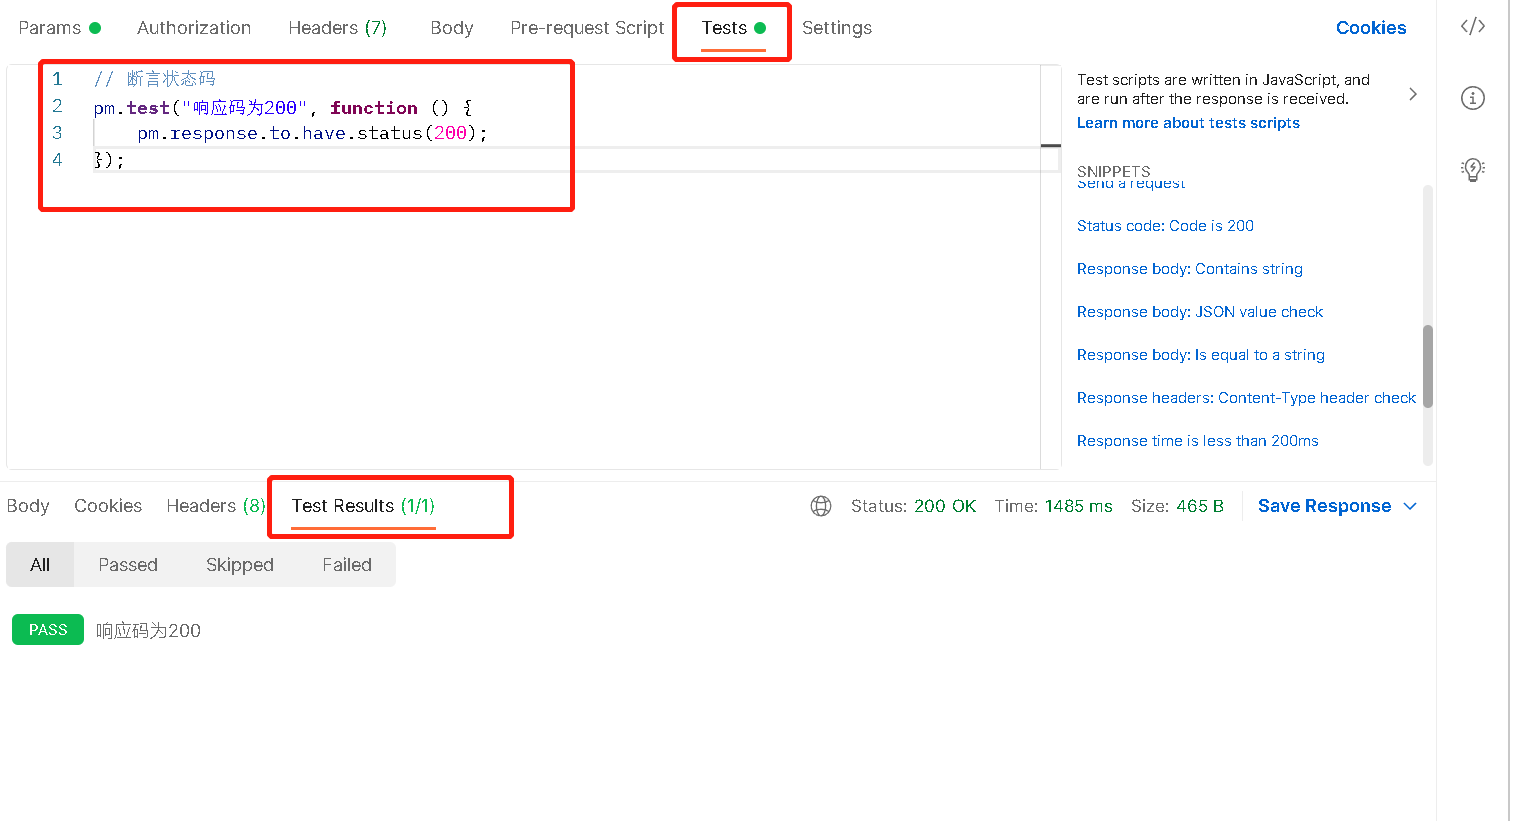 Params Authorization Headers (7) Body Pre-request Script Tests Settings Cookies
1 // 断言状态码
2 pm.test("响应码为200", function () {
3 pm.response.to.have.status(200);
4 });
Test scripts are written in JavaScript, and
are run after the response is received.
Learn more about tests scripts
SNIPPETS
Send a request
Status code: Code is 200
Response body: Contains string
Response body: JSON value check
Response body: Is equal to a string
Response headers: Content-Type header check
Response time is less than 200ms
Body Cookies Headers (8) Test Results (1/1) Status: 200 OK Time: 1485 ms Size: 465 B Save Response
All Passed Skipped Failed
PASS 响应码为200